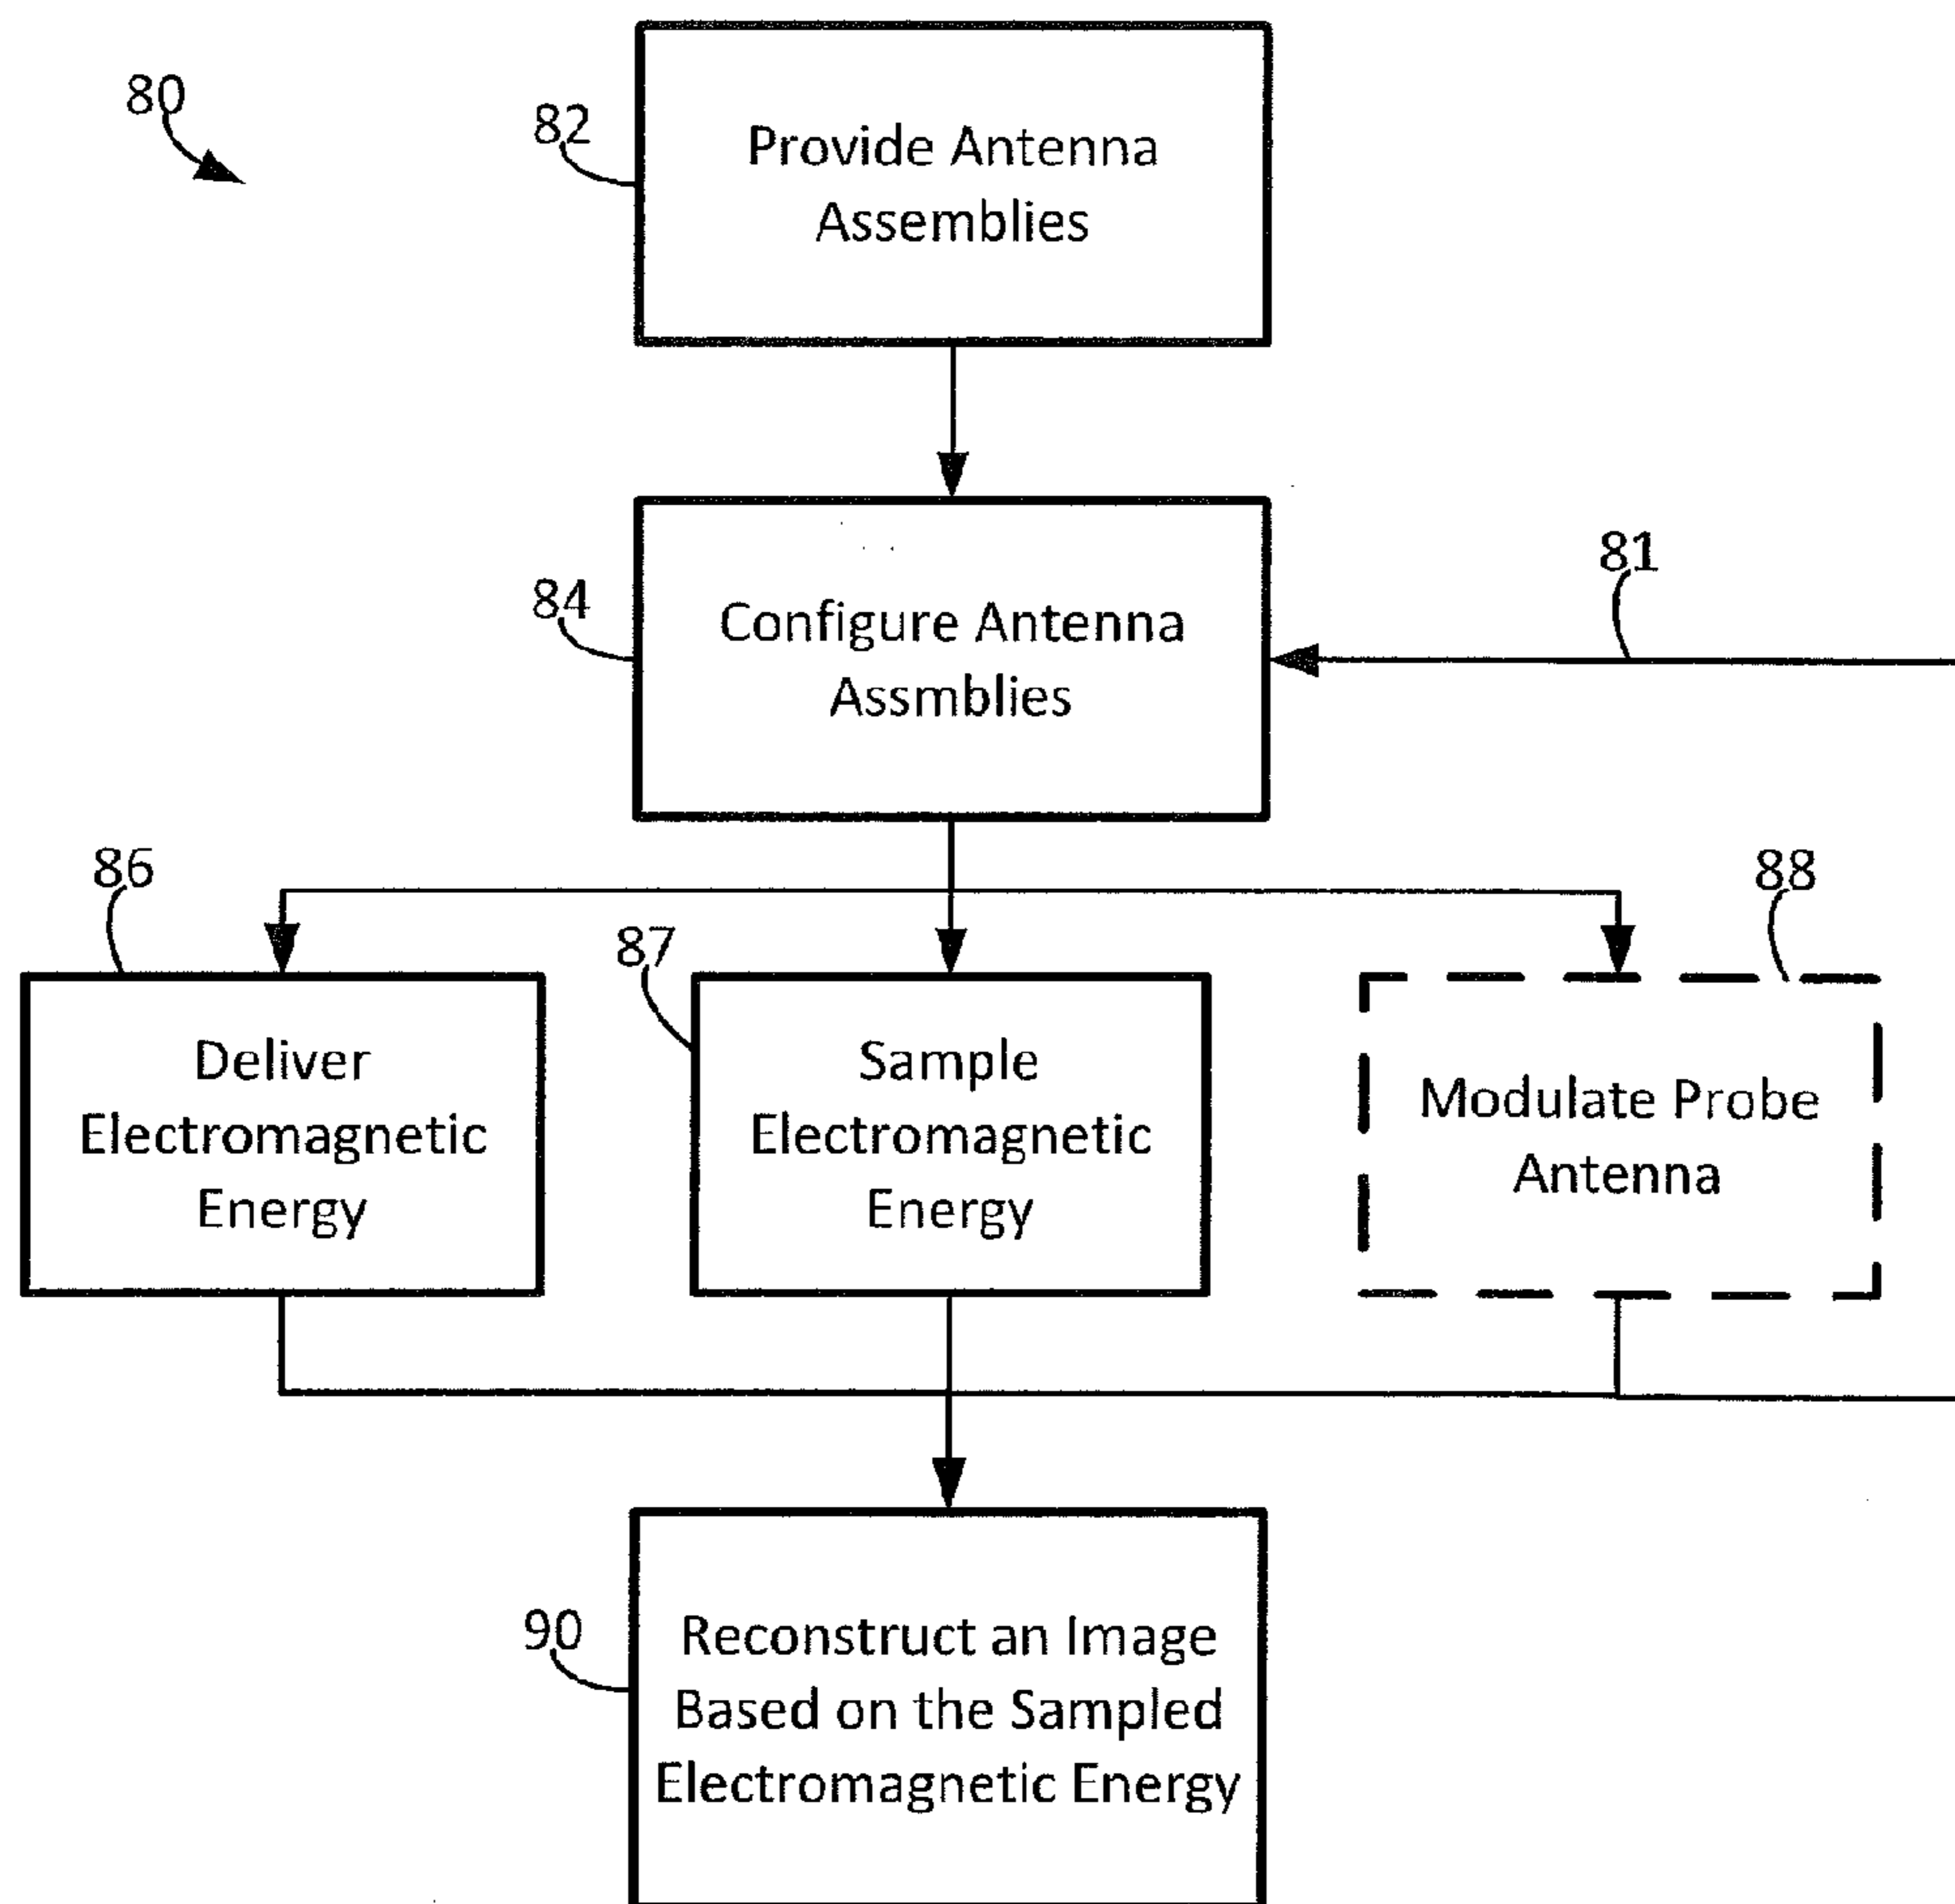 80
82
Provide Antenna
Assemblies
81
84
Configure Antenna
Assmblies
86
87
88
Deliver
Electromagnetic
Energy
Sample
Electromagnetic
Energy
Modulate Probe
Antenna
90
Reconstruct an Image
Based on the Sampled
Electromagnetic Energy